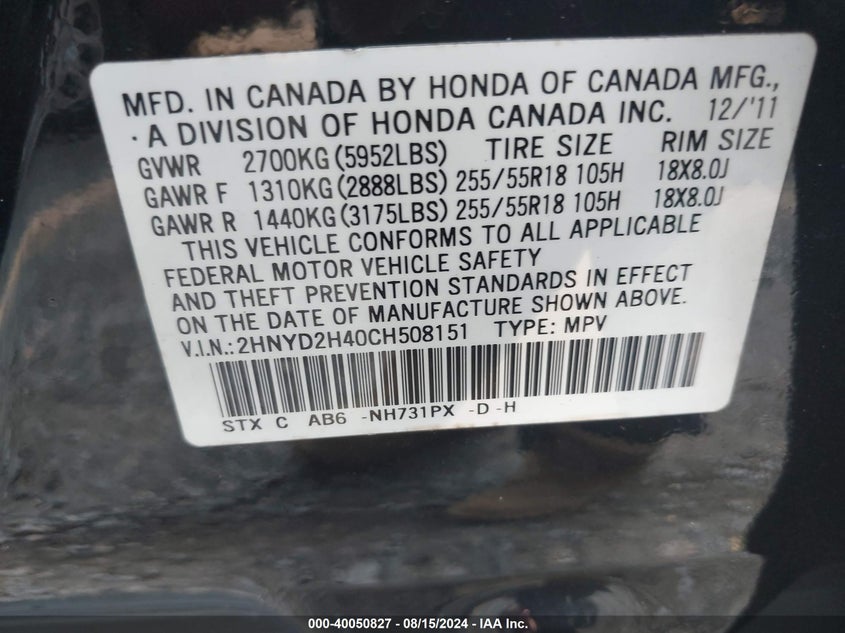 MFD. IN CANADA BY HONDA OF CANADA MFG.,
· A DIVISION OF HONDA CANADA INC. 12/'11
GVWR 2700KG (5952LBS) TIRE SIZE RIM SIZE
GAWR F 1310KG (2888LBS) 255/55R18 105H 18X8.0J
GAWR R 1440KG (3175LBS) 255/55R18 105H 18X8.0J
THIS VEHICLE CONFORMS TO ALL APPLICABLE
FEDERAL MOTOR VEHICLE SAFETY
AND THEFT PREVENTION STANDARDS IN EFFECT
ON THE DATE OF MANUFACTURE SHOWN ABOVE.
V.I.N.:2HNYD2H40CH508151 TYPE: MPV
STX C AB6 -NH731PX -D -H
000-40050827 - 08/15/2024 - IAA Inc.